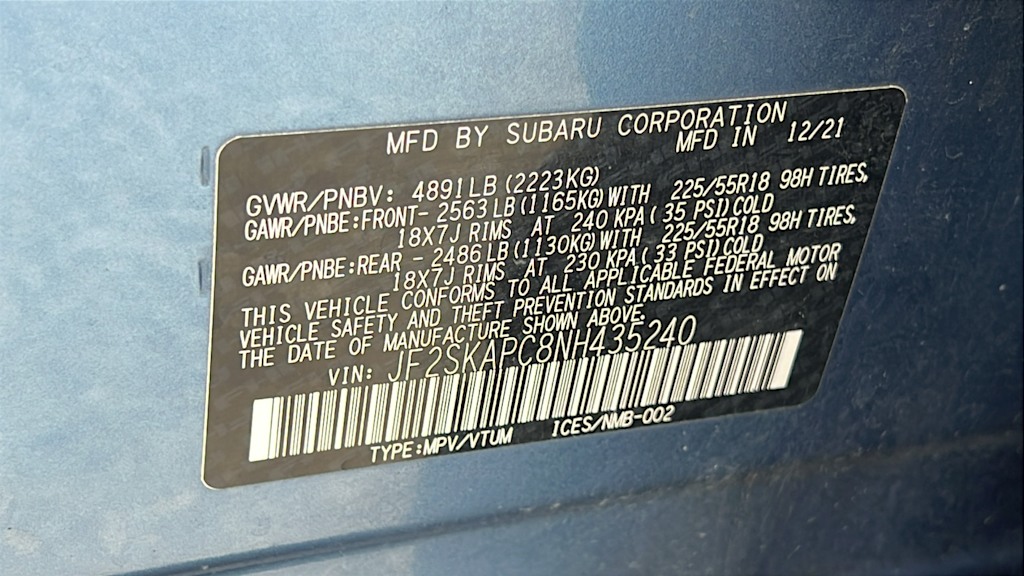 MFD BY SUBARU CORPORATION
MFD IN 12/21
GVWR/PNBV: 4891LB(2223KG)
GAWR/PNBE:FRONT- 2563LB(1165KG)WITH 225/55R18 98H TIRES,
18X7J RIMS AT 240 KPA(35 PSI)COLD
GAWR/PNBE:REAR - 2486LB(1130KG)WITH 225/55R18 98H TIRES,
18X7J RIMS AT 230 KPA(33 PSI)COLD
THIS VEHICLE CONFORMS TO ALL APPLICABLE FEDERAL MOTOR
VEHICLE SAFETY AND THEFT PREVENTION STANDARDS IN EFFECT ON
THE DATE OF MANUFACTURE SHOWN ABOVE.
VIN: JF2SKAPC8NH435240
TYPE:MPV/VTUM ICES/NMB-002